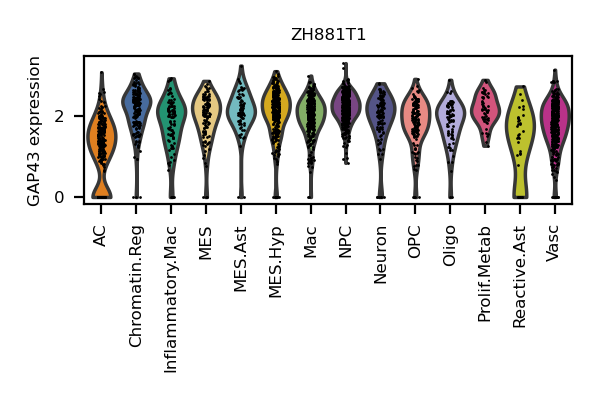 ZH881T1
GAP43 expression
2
0
AC
Chromatin.Reg
Inflammatory.Mac
MES
MES.Ast
MES.Hyp
Mac
NPC
Neuron
OPC
Oligo
Prolif.Metab
Reactive.Ast
Vasc